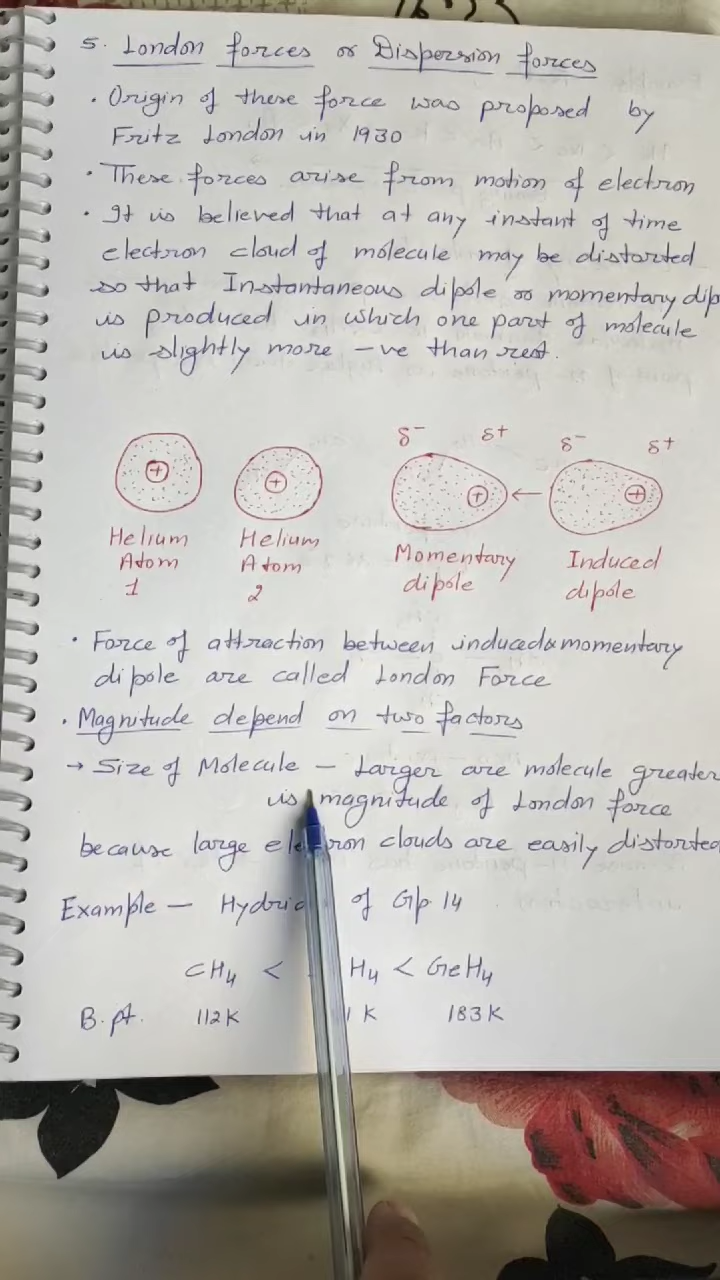 5. London forces or Dispersion forces
• Origin of these force was proposed by
Fritz London in 1930
• These forces arise from motion of electron
• It is believed that at any instant of time
electron cloud of molecule may be distorted
so that Instantaneous dipole or momentary dip
is produced in which one part of molecule
is slightly more -ve than rest.
δ- δ+ δ- δ+
+ + + ← +
Helium Atom 1
Helium Atom 2
Momentary dipole
Induced dipole
• Force of attraction between induced & momentary
dipole are called London Force
• Magnitude depend on two factors
→ Size of Molecule – Larger are molecule greater
is magnitude of London force
because large electron clouds are easily distorted
Example – of Gp 14
CH4 < H4 < GeH4
B.pt. 112K K 183K